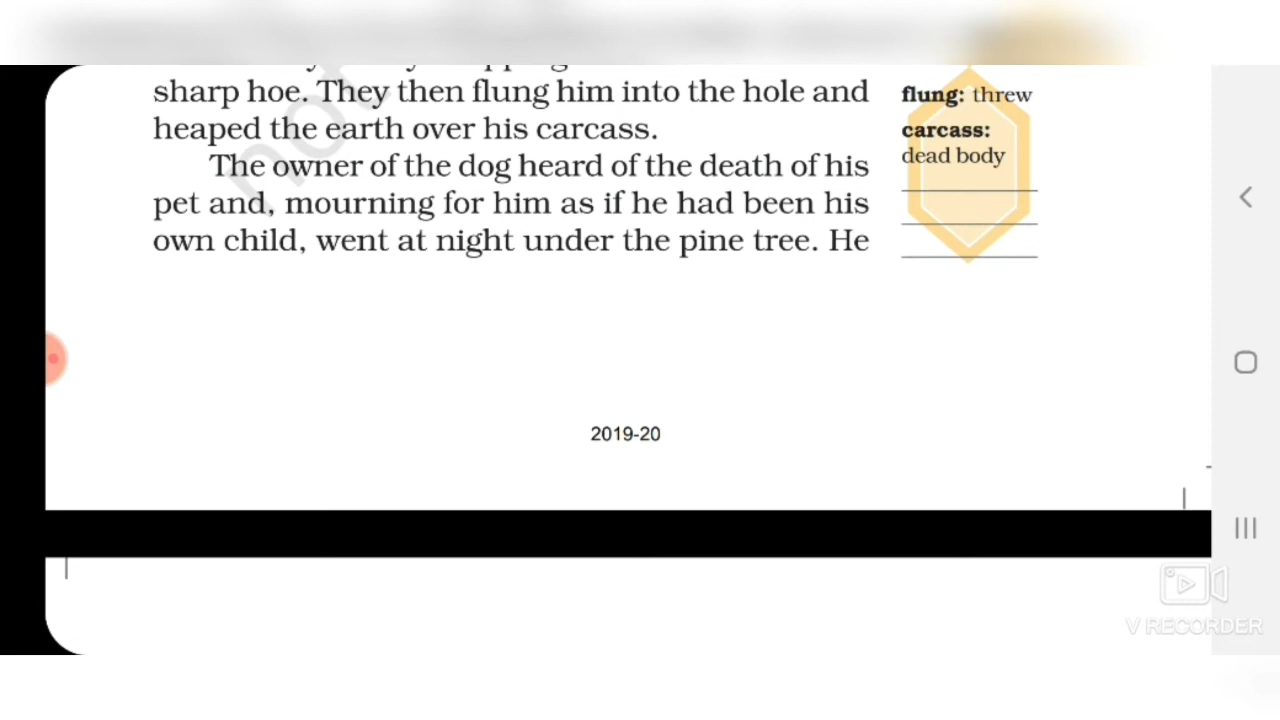 sharp hoe. They then flung him into the hole and
heaped the earth over his carcass.
The owner of the dog heard of the death of his
pet and, mourning for him as if he had been his
own child, went at night under the pine tree. He
flung: threw
carcass:
dead body
not
2019-20
V RECORDER